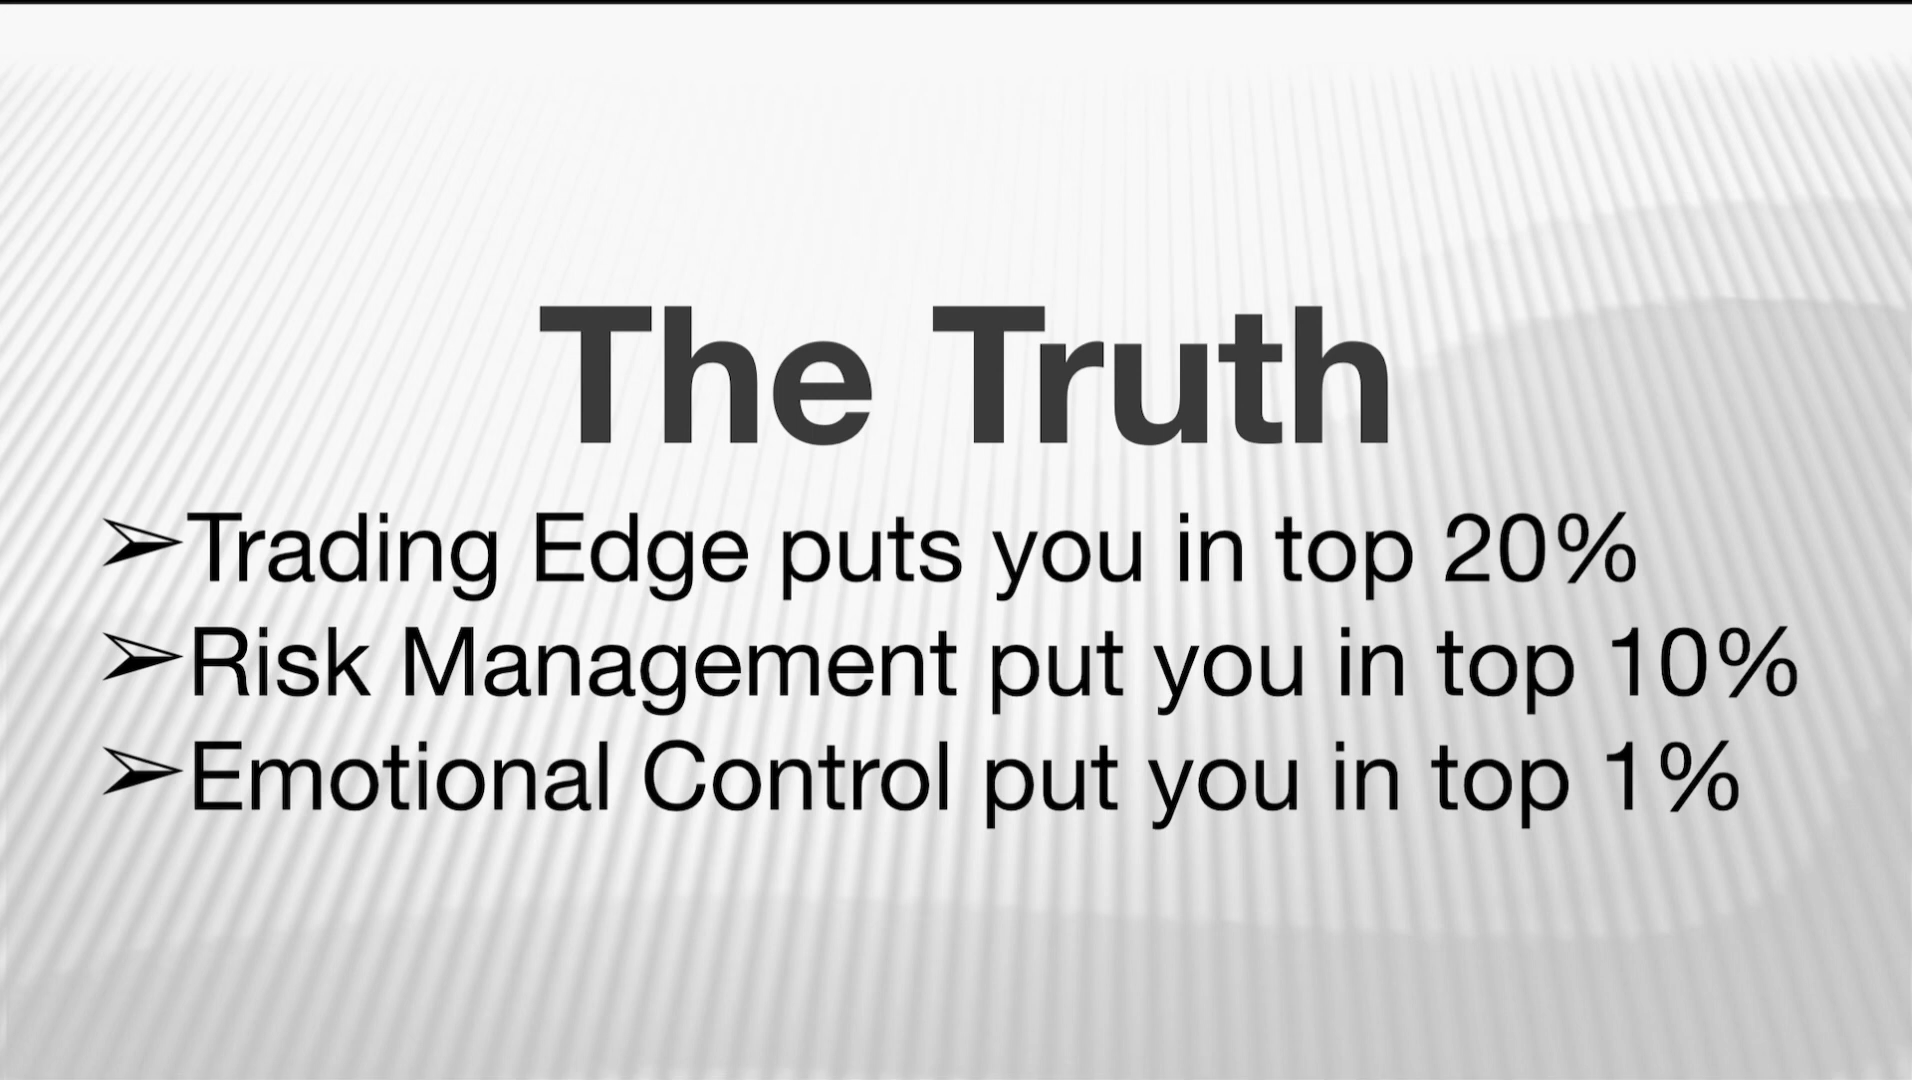 The Truth
➢Trading Edge puts you in top 20%
➢Risk Management put you in top 10%
➢Emotional Control put you in top 1%